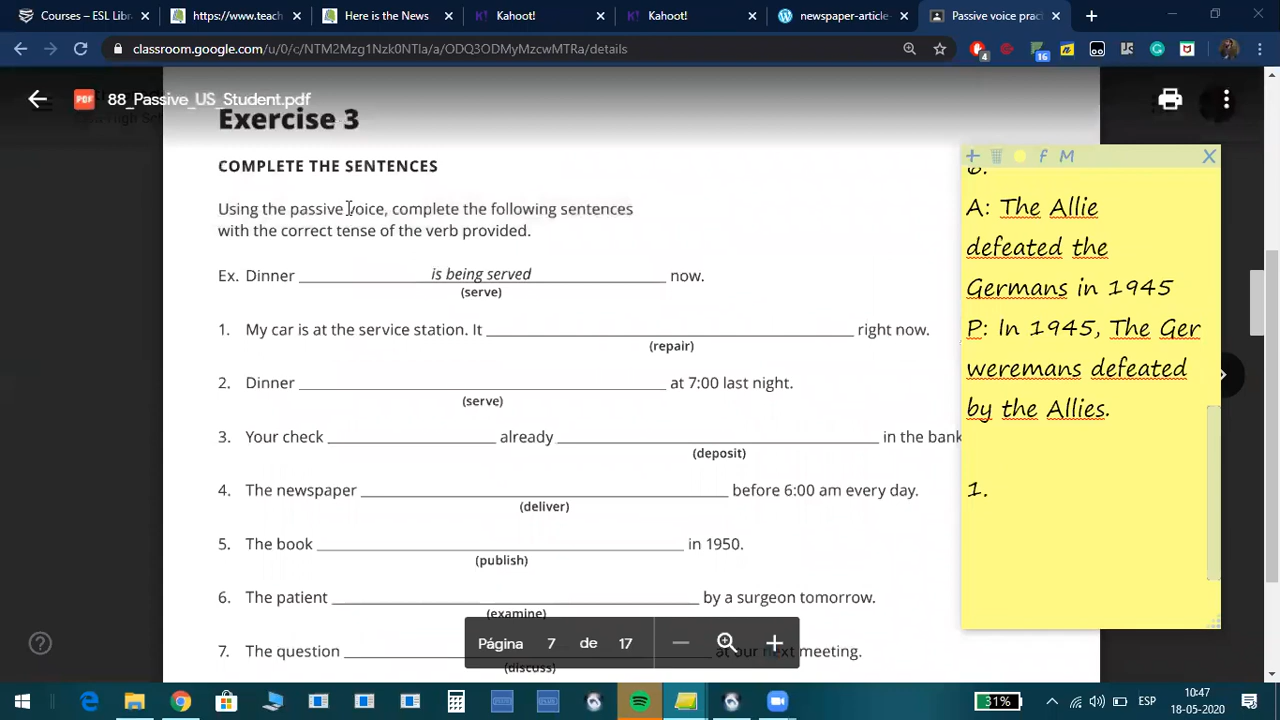 Courses – ESL Libr
https://www.teach
Here is the News
Kahoot!
Kahoot!
newspaper-article-
Passive voice prac
classroom.google.com/u/0/c/NTM2Mzg1Nzk0NTIa/a/ODQ3ODMyMzcwMTRa/details
4
16
88_Passive_US_Student.pdf
Exercise 3
COMPLETE THE SENTENCES
Using the passive voice, complete the following sentences
with the correct tense of the verb provided.
Ex. Dinner is being served now.
(serve)
1. My car is at the service station. It right now.
(repair)
2. Dinner at 7:00 last night.
(serve)
3. Your check already in the bank
(deposit)
4. The newspaper before 6:00 am every day.
(deliver)
5. The book in 1950.
(publish)
6. The patient by a surgeon tomorrow.
(examine)
7. The question at our next meeting.
(discuss)
Página 7 de 17
f M X
A: The Allie
defeated the
Germans in 1945
P: In 1945, The Ger
weremans defeated
by the Allies.
1.
31%
ESP
10:47
18-05-2020